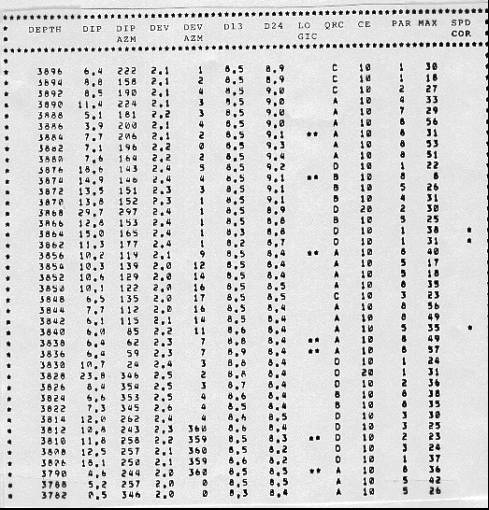 DEPTH DIP DIP DEV DEV D13 D24 LO QRC CE PAR MAX SPD
AZM AZM GIC COR
* 3896 6.4 222 2.1 1 8.5 8.9 C 10 1 30
* 3894 8.8 158 2.1 2 8.5 8.9 C 10 1 18
* 3892 8.5 190 2.1 4 8.5 9.0 C 10 2 27
* 3890 11.4 224 2.1 3 8.5 9.0 A 10 4 33
* 3888 5.1 181 2.2 3 8.5 9.0 A 10 7 29
* 3886 3.9 200 2.1 4 8.5 9.0 A 10 8 56
* 3884 7.7 206 2.1 2 8.5 9.1 ** A 10 8 31
* 3882 7.1 196 2.2 0 8.5 9.3 A 10 8 53
* 3880 7.6 164 2.2 2 8.5 9.4 A 10 8 51
* 3876 18.6 143 2.4 5 8.5 9.2 D 10 1 22
* 3874 14.9 146 2.4 4 8.5 9.1 ** B 10 8 8
* 3872 13.5 151 2.3 3 8.5 9.1 B 10 5 26
* 3870 13.8 152 2.3 1 8.5 9.1 B 10 4 31
* 3868 29.7 297 2.4 1 8.5 8.9 D 20 2 30
* 3866 12.8 153 2.4 1 8.5 8.8 B 10 5 25
* 3864 15.0 165 2.4 1 8.3 8.8 D 10 1 38 *
* 3862 11.3 177 2.4 1 8.2 8.7 D 10 1 31 *
* 3856 10.2 119 2.1 9 8.5 8.4 ** A 10 8 40
* 3854 10.3 139 2.0 12 8.5 8.4 A 10 5 17
* 3852 10.6 129 2.0 14 8.5 8.4 A 10 5 18
* 3850 10.1 122 2.0 16 8.5 8.5 A 10 8 35
* 3848 6.5 135 2.0 17 8.5 8.5 C 10 3 23
* 3844 7.7 112 2.0 16 8.5 8.4 A 10 8 56
* 3842 6.1 115 2.1 14 8.5 8.4 A 10 8 49
* 3840 6.0 85 2.2 11 8.6 8.4 A 10 5 35 *
* 3838 6.4 62 2.3 7 8.8 8.4 ** A 10 8 49
* 3836 6.4 59 2.3 7 8.9 8.4 ** A 10 8 57
* 3830 10.7 24 2.4 3 8.8 8.4 D 10 1 24
* 3828 23.8 346 2.5 2 8.8 8.4 D 20 1 31
* 3826 8.4 354 2.5 3 8.7 8.4 D 10 2 36
* 3824 6.6 353 2.5 4 8.6 8.4 B 10 8 38
* 3822 7.3 345 2.6 4 8.5 8.4 B 10 8 35
* 3814 12.0 262 2.4 4 8.6 8.5 D 10 3 30
* 3812 12.8 243 2.3 360 8.5 8.4 D 10 3 25
* 3810 11.8 258 2.2 359 8.5 8.3 ** D 10 2 23
* 3808 12.5 257 2.1 360 8.5 8.2 D 10 3 24
* 3806 18.1 250 2.1 359 8.6 8.2 D 10 1 37
* 3790 4.6 244 2.0 360 8.5 8.5 ** A 10 8 36
* 3788 5.2 257 2.0 0 8.5 8.5 A 10 5 42
* 3782 0.5 346 2.0 0 8.3 8.4 A 10 5 26